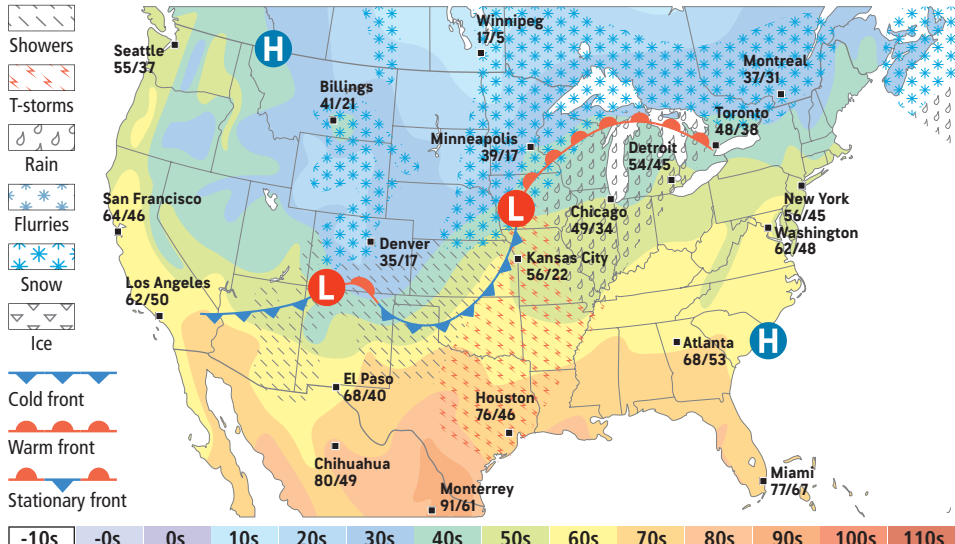 Showers
T-storms
Rain
Flurries
Snow
Ice
Cold front
Warm front
Stationary front
H
Winnipeg
17/5
Seattle
55/37
Montreal
37/31
Billings
41/21
Toronto
48/38
Minneapolis
39/17
Detroit
54/45
San Francisco
64/46
L
Chicago
49/34
New York
56/45
Washington
62/48
Denver
35/17
Kansas City
56/22
Los Angeles
62/50
L
H
Atlanta
68/53
El Paso
68/40
Houston
76/46
Chihuahua
80/49
Miami
77/67
Monterrey
91/61
-10s -0s 0s 10s 20s 30s 40s 50s 60s 70s 80s 90s 100s 110s